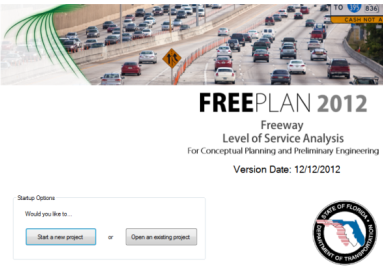 TO 395 836
CASH NOT A
FREEPLAN 2012
Freeway
Level of Service Analysis
For Conceptual Planning and Preliminary Engineering
Version Date: 12/12/2012
Startup Options
Would you like to...
Start a new project
or
Open an existing project
STATE OF FLORIDA
DEPARTMENT OF TRANSPORTATION